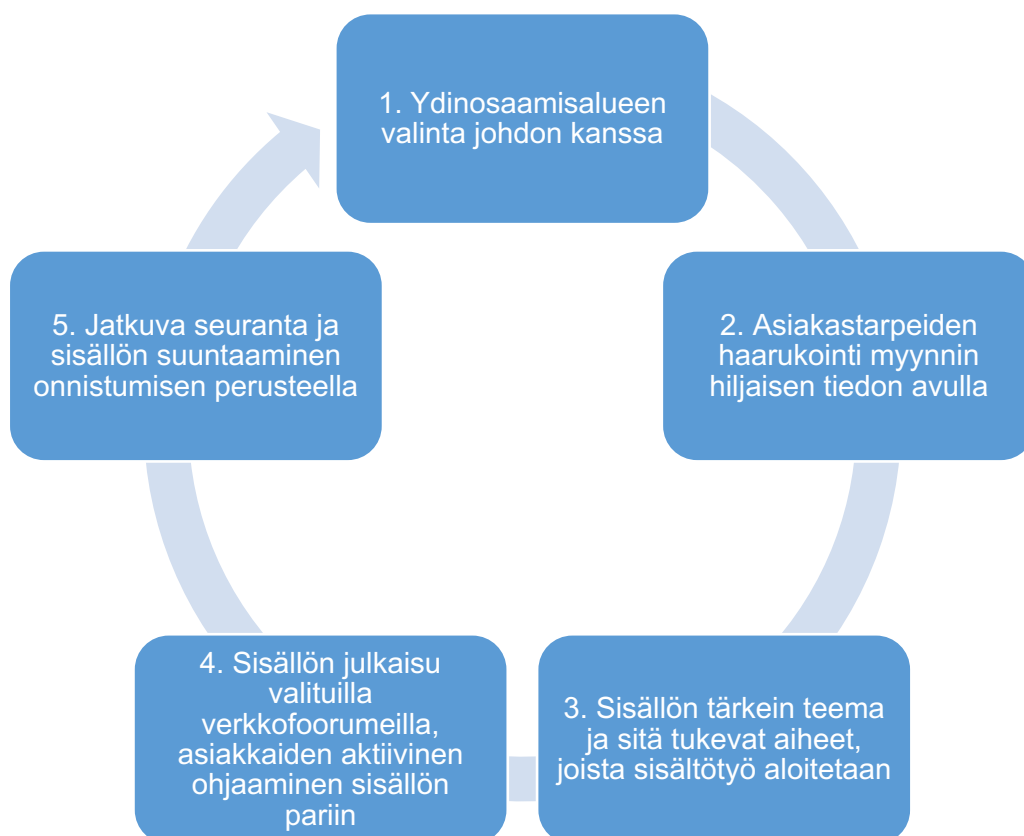 1. Ydinosaamisalueen
valinta johdon kanssa
2. Asiakastarpeiden
haarukointi myynnin
hiljaisen tiedon avulla
3. Sisällön tärkein teema
ja sitä tukevat aiheet,
joista sisältötyö aloitetaan
4. Sisällön julkaisu
valituilla
verkkofoorumeilla,
asiakkaiden aktiivinen
ohjaaminen sisällön
pariin
5. Jatkuva seuranta ja
sisällön suuntaaminen
onnistumisen perusteella